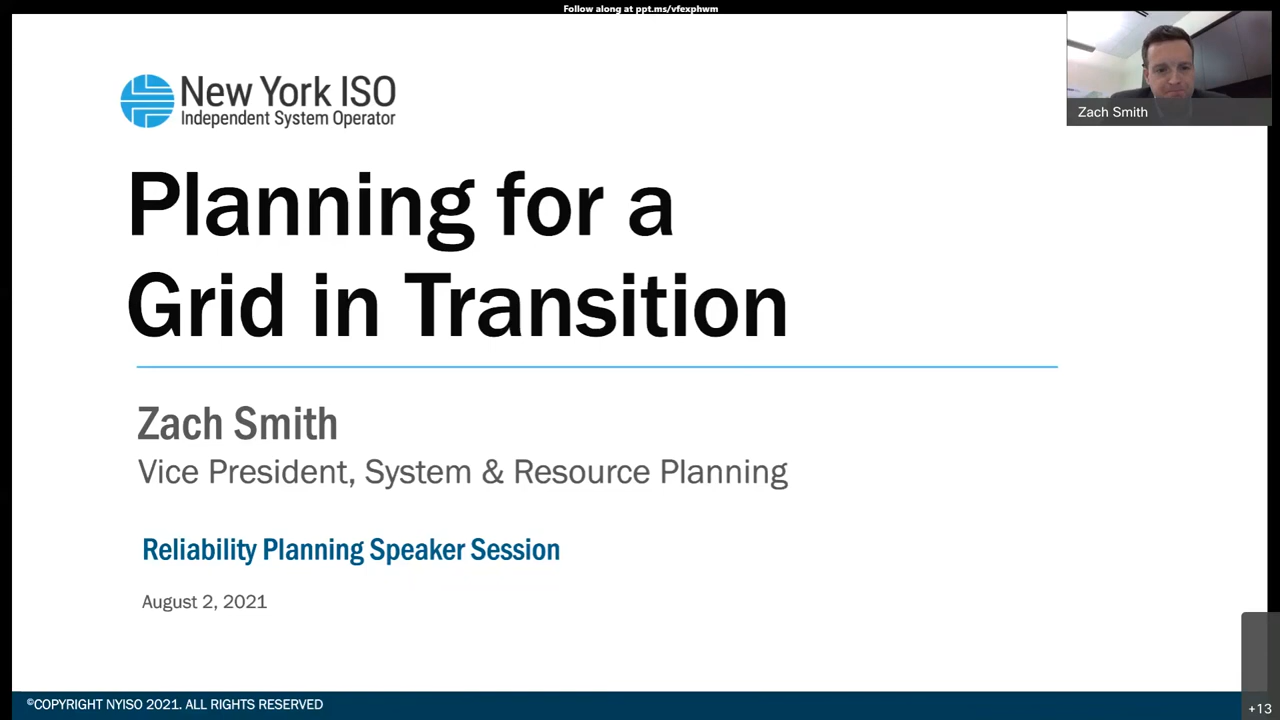 Follow along at ppt.ms/vfexphwm
New York ISO
Independent System Operator
Zach Smith
Planning for a
Grid in Transition
Zach Smith
Vice President, System & Resource Planning
Reliability Planning Speaker Session
August 2, 2021
©COPYRIGHT NYISO 2021. ALL RIGHTS RESERVED
+13